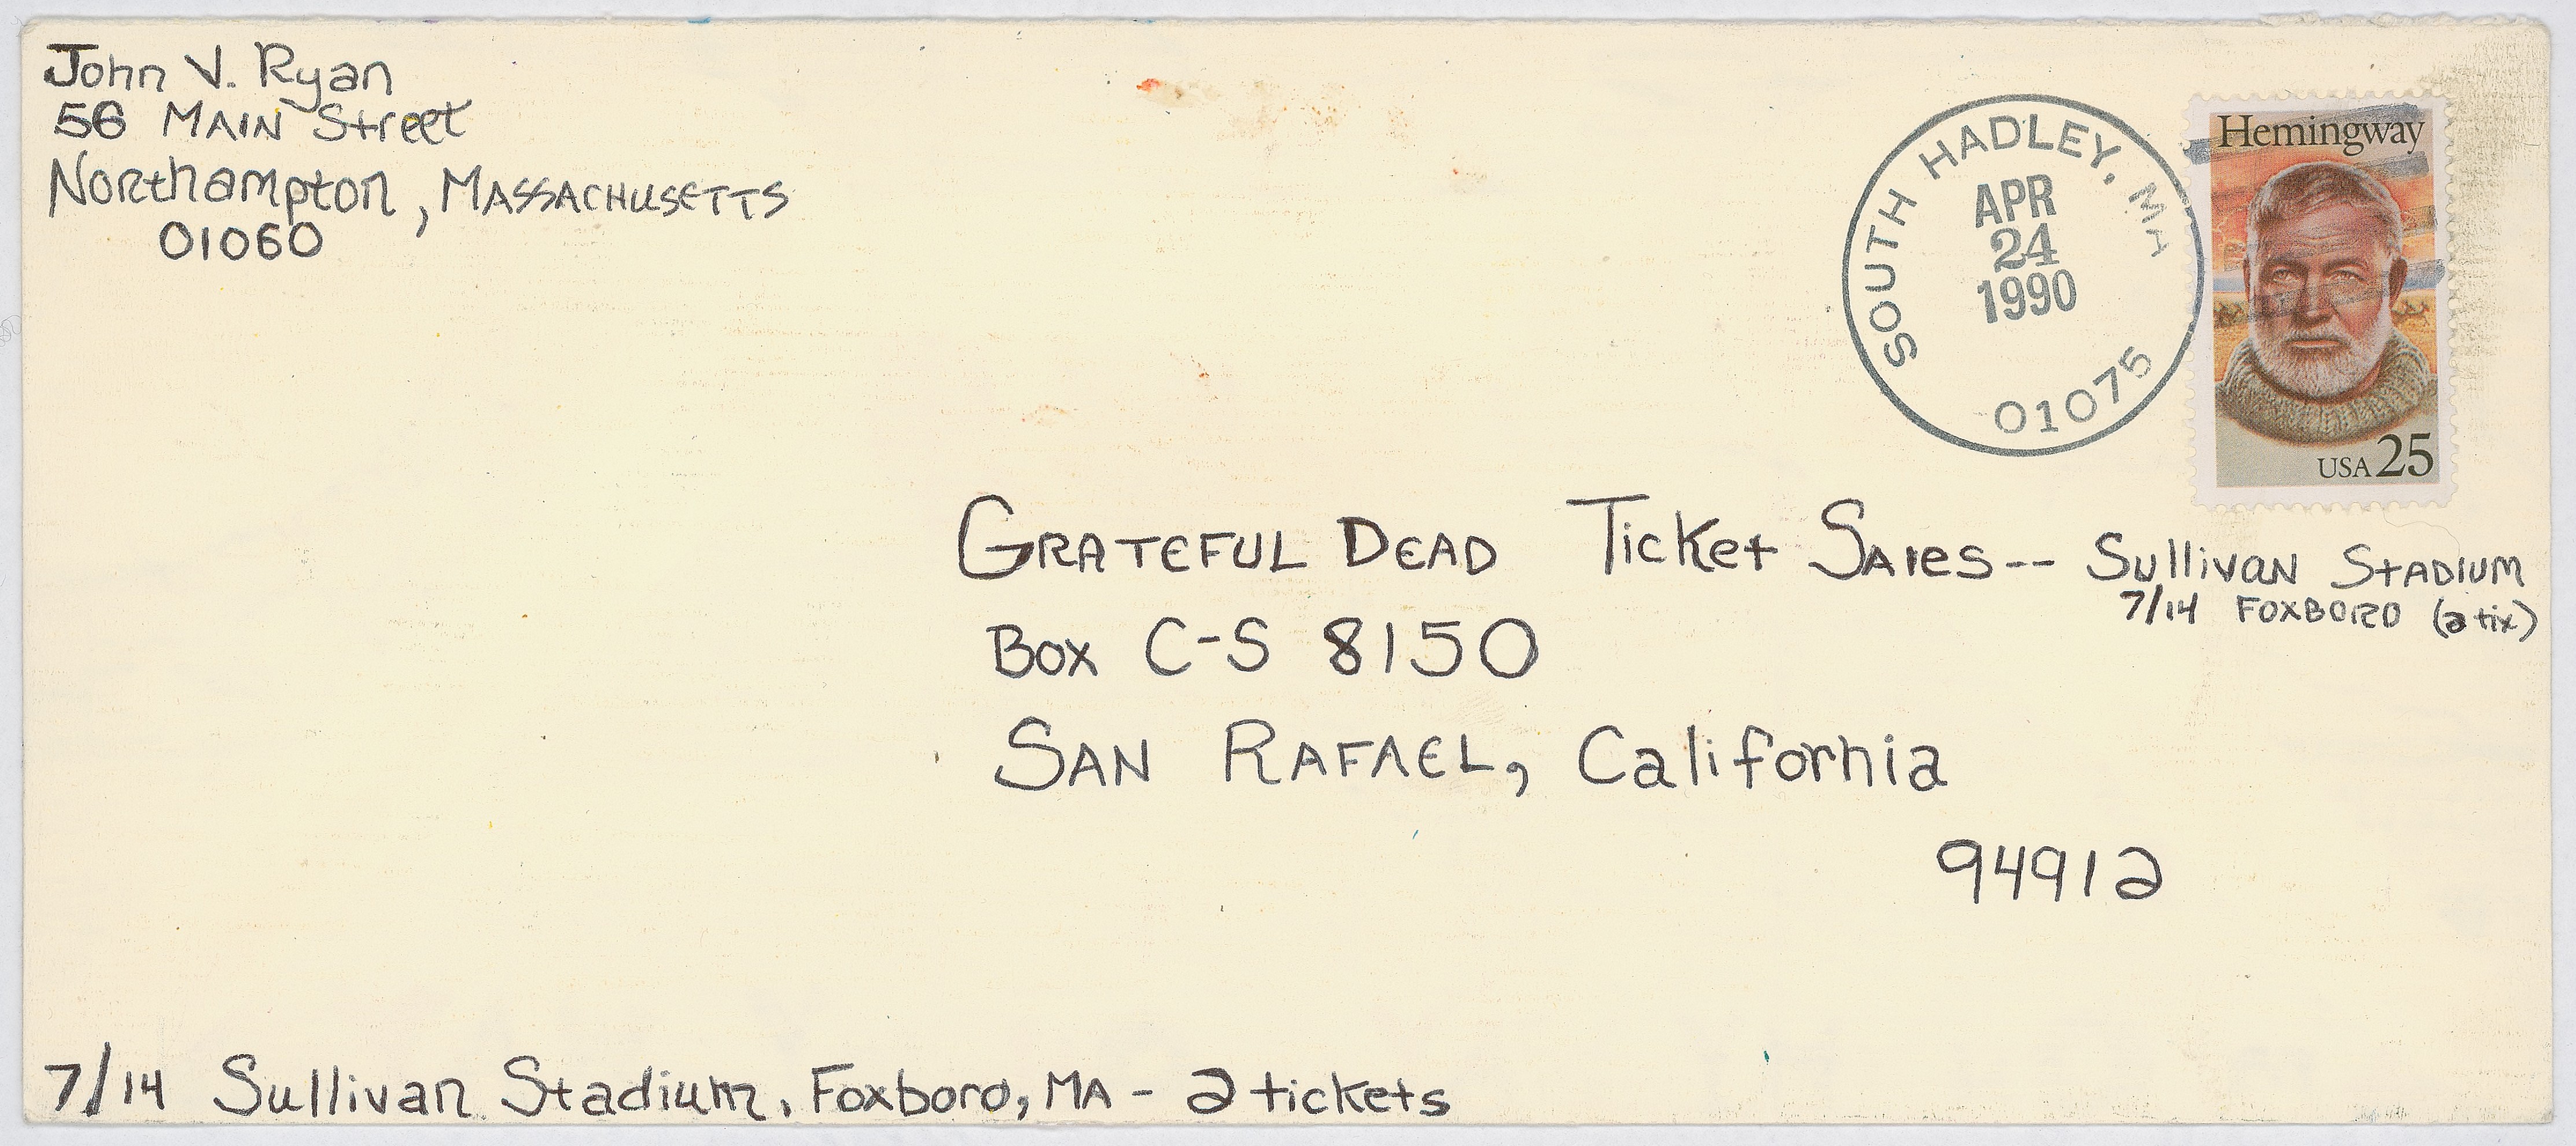 John V. Ryan
56 MAIN Street
Northampton, MASSACHUSETTS
01060
SOUTH HADLEY, MA
APR
24
1990
01075
Hemingway
USA 25
GRATEFUL DEAD Ticket SAles-- Sullivan STADIUM
7/14 FOXBORO (2 tix)
Box C-S 8150
SAN RAFAEL, California
94912
7/14 Sullivan Stadium, Foxboro, MA - 2 tickets